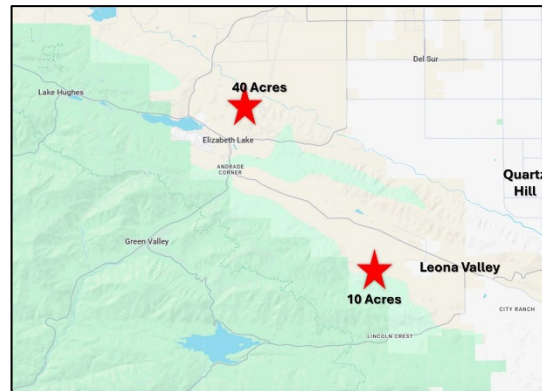 Del Sur
40 Acres
Lake Hughes
Elizabeth Lake
ANDRADE
CORNER
Quartz
Hill
Green Valley
Leona Valley
10 Acres
CITY RANCH
LINCOLN CREST